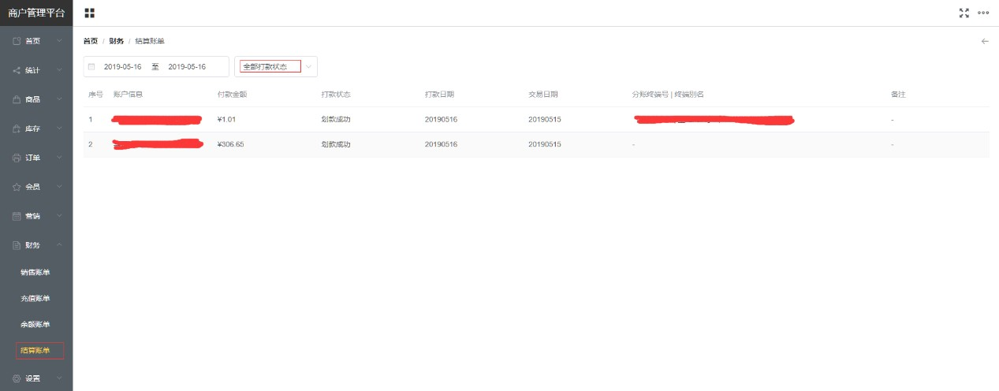 商户管理平台
首页
统计
商品
库存
订单
会员
营销
财务
销售账单
充值账单
余额账单
结算账单
设置
首页 / 财务 / 结算账单
2019-05-16 至 2019-05-16 全部打款状态
序号 账户信息 付款金额 打款状态 打款日期 交易日期 分账终端号 | 终端别名 备注
1 ¥1.01 划款成功 20190516 20190515 -
2 ¥306.65 划款成功 20190516 20190515 - -